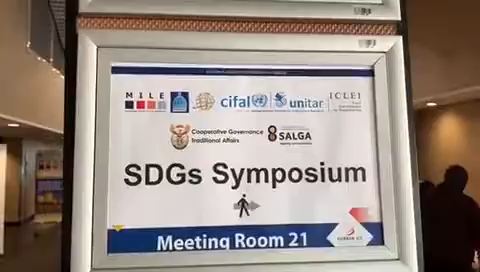 MILE
cifal
unitar
ICLEI
Cooperative Governance
Traditional Affairs
SALGA
SDGs Symposium
Meeting Room 21